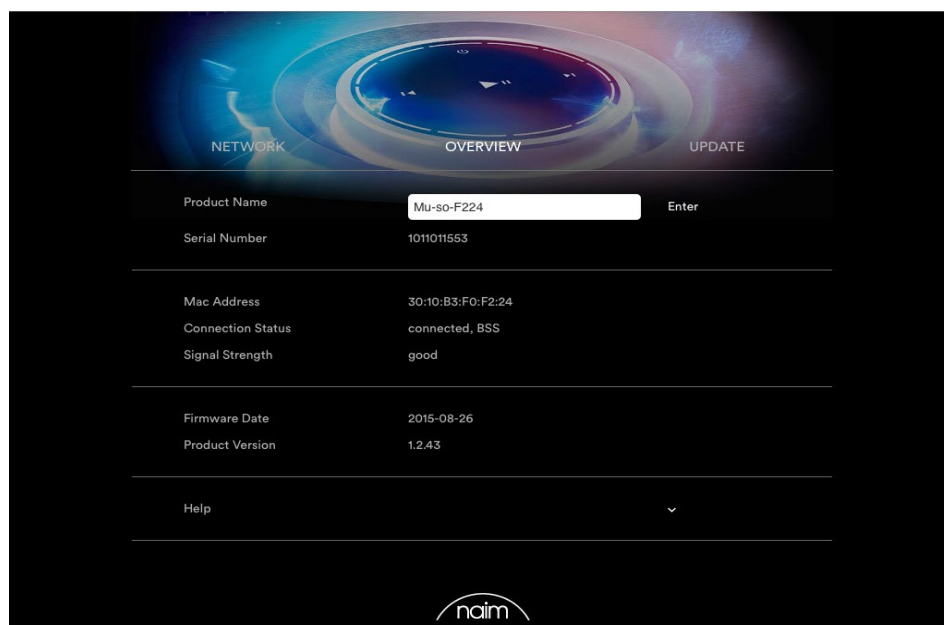 NETWORK OVERVIEW UPDATE
Product Name Mu-so-F224 Enter
Serial Number 1011011553
Mac Address 30:10:B3:F0:F2:24
Connection Status connected, BSS
Signal Strength good
Firmware Date 2015-08-26
Product Version 1.2.43
Help
naim